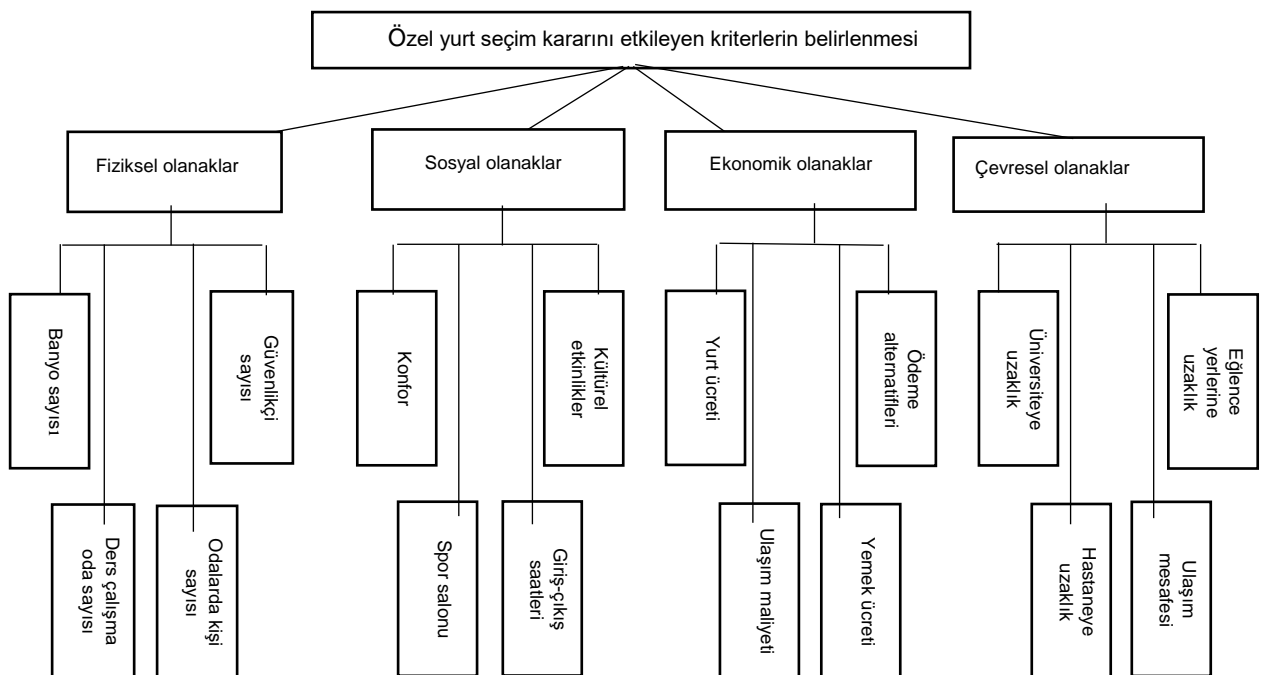 Özel yurt seçim kararını etkileyen kriterlerin belirlenmesi
Fiziksel olanaklar
Sosyal olanaklar
Ekonomik olanaklar
Çevresel olanaklar
Banyo sayısı
Güvenlikçi
sayısı
Konfor
Kültürel
etkinlikler
Yurt ücreti
Ödeme
alternatifleri
Üniversiteye
uzaklık
Eğlence
yerlerine
uzaklık
Ders çalışma
oda sayısı
Odalarda kişi
sayısı
Spor salonu
Giriş-çıkış
saatleri
Ulaşım maliyeti
Yemek ücreti
Hastaneye
uzaklık
Ulaşım
mesafesi